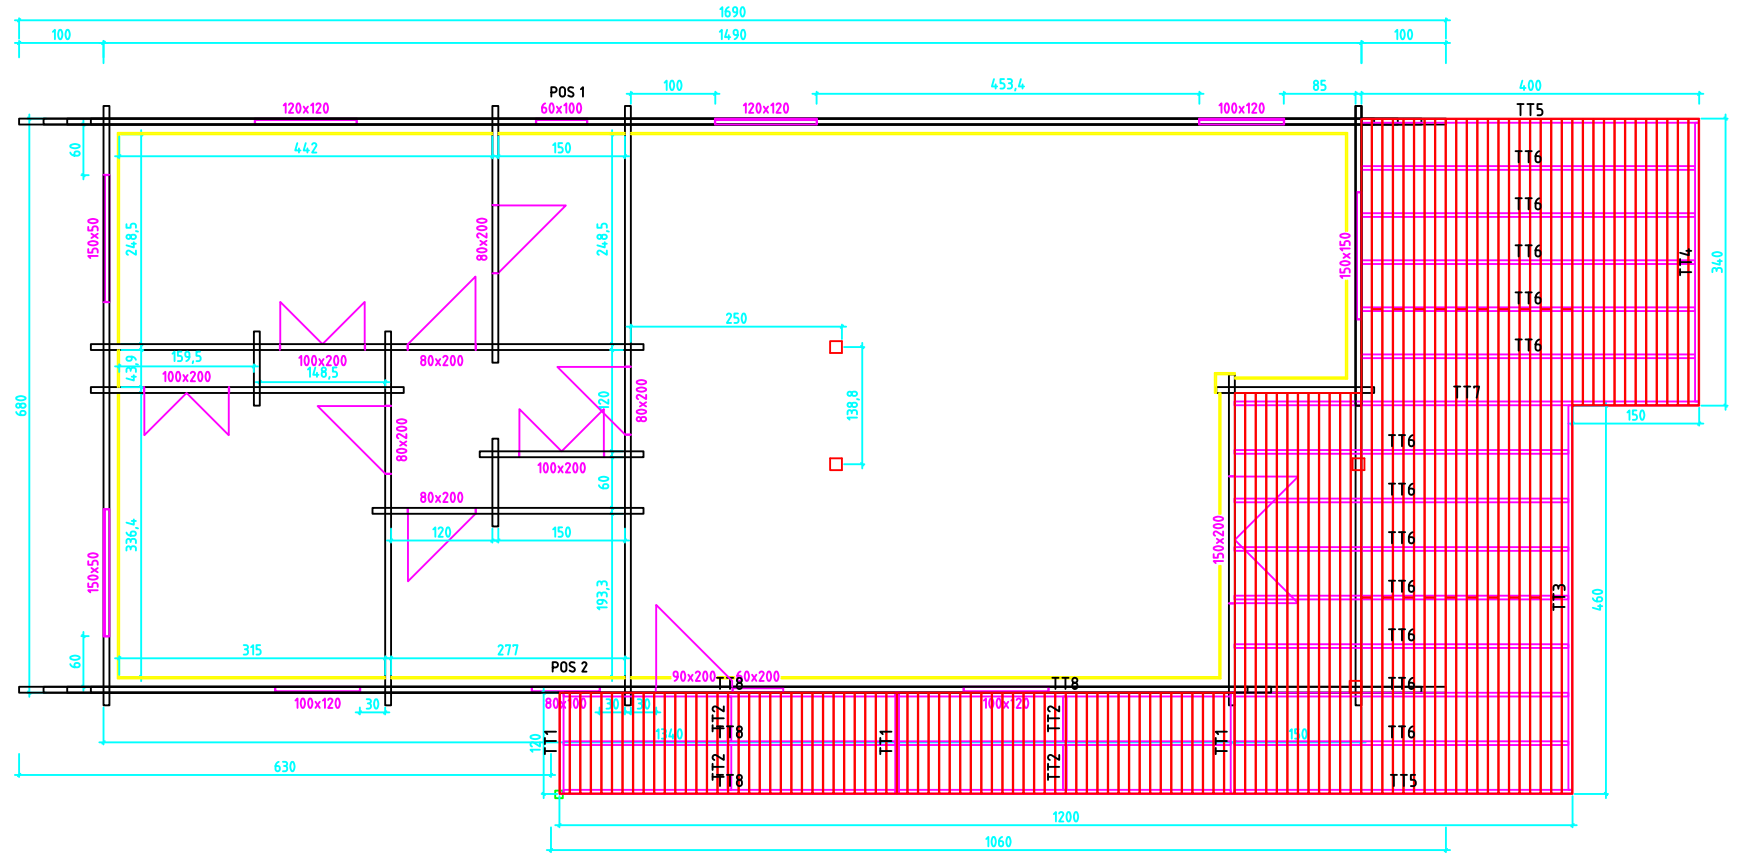 1690
100
1490
100
POS 1
100
453,4
85
400
120x120
60x100
120x120
100x120
TT5
60
442
150
TT6
TT6
150x50
248,5
80x200
248,5
150x150
TT6
TT4
340
TT6
250
TT6
159,5
43,9
100x200
80x200
100x200
148,5
TT7
680
120
80x200
138,8
150
80x200
TT6
100x200
60
TT6
80x200
120
150
150x200
TT6
336,4
150x50
193,3
TT6
TT3
460
TT6
60
315
277
POS 2
90x200
60x200
TT8
TT8
TT6
100x120
30
80x100
30
30
100x120
TT2
TT2
TT1
120
1340
TT8
TT1
TT1
150
TT6
630
TT2
TT8
TT2
TT5
1200
1060